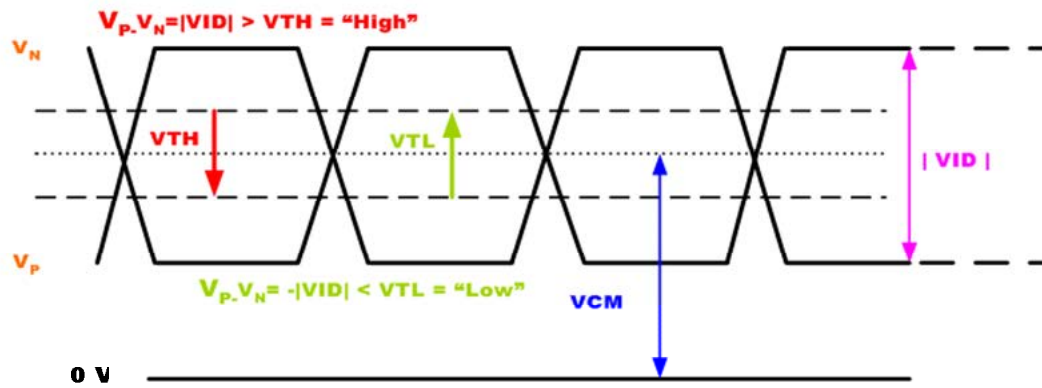 VP-VN=|VID| > VTH = “High”
VN
VTH
VTL
| VID |
VP
VP-VN= -|VID| < VTL = “Low”
VCM
0 V